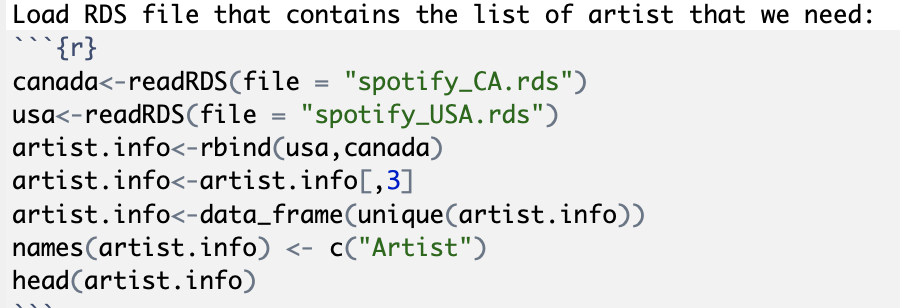 Load RDS file that contains the list of artist that we need:
```{r}
canada<-readRDS(file = "spotify_CA.rds")
usa<-readRDS(file = "spotify_USA.rds")
artist.info<-rbind(usa,canada)
artist.info<-artist.info[,3]
artist.info<-data_frame(unique(artist.info))
names(artist.info) <- c("Artist")
head(artist.info)
```